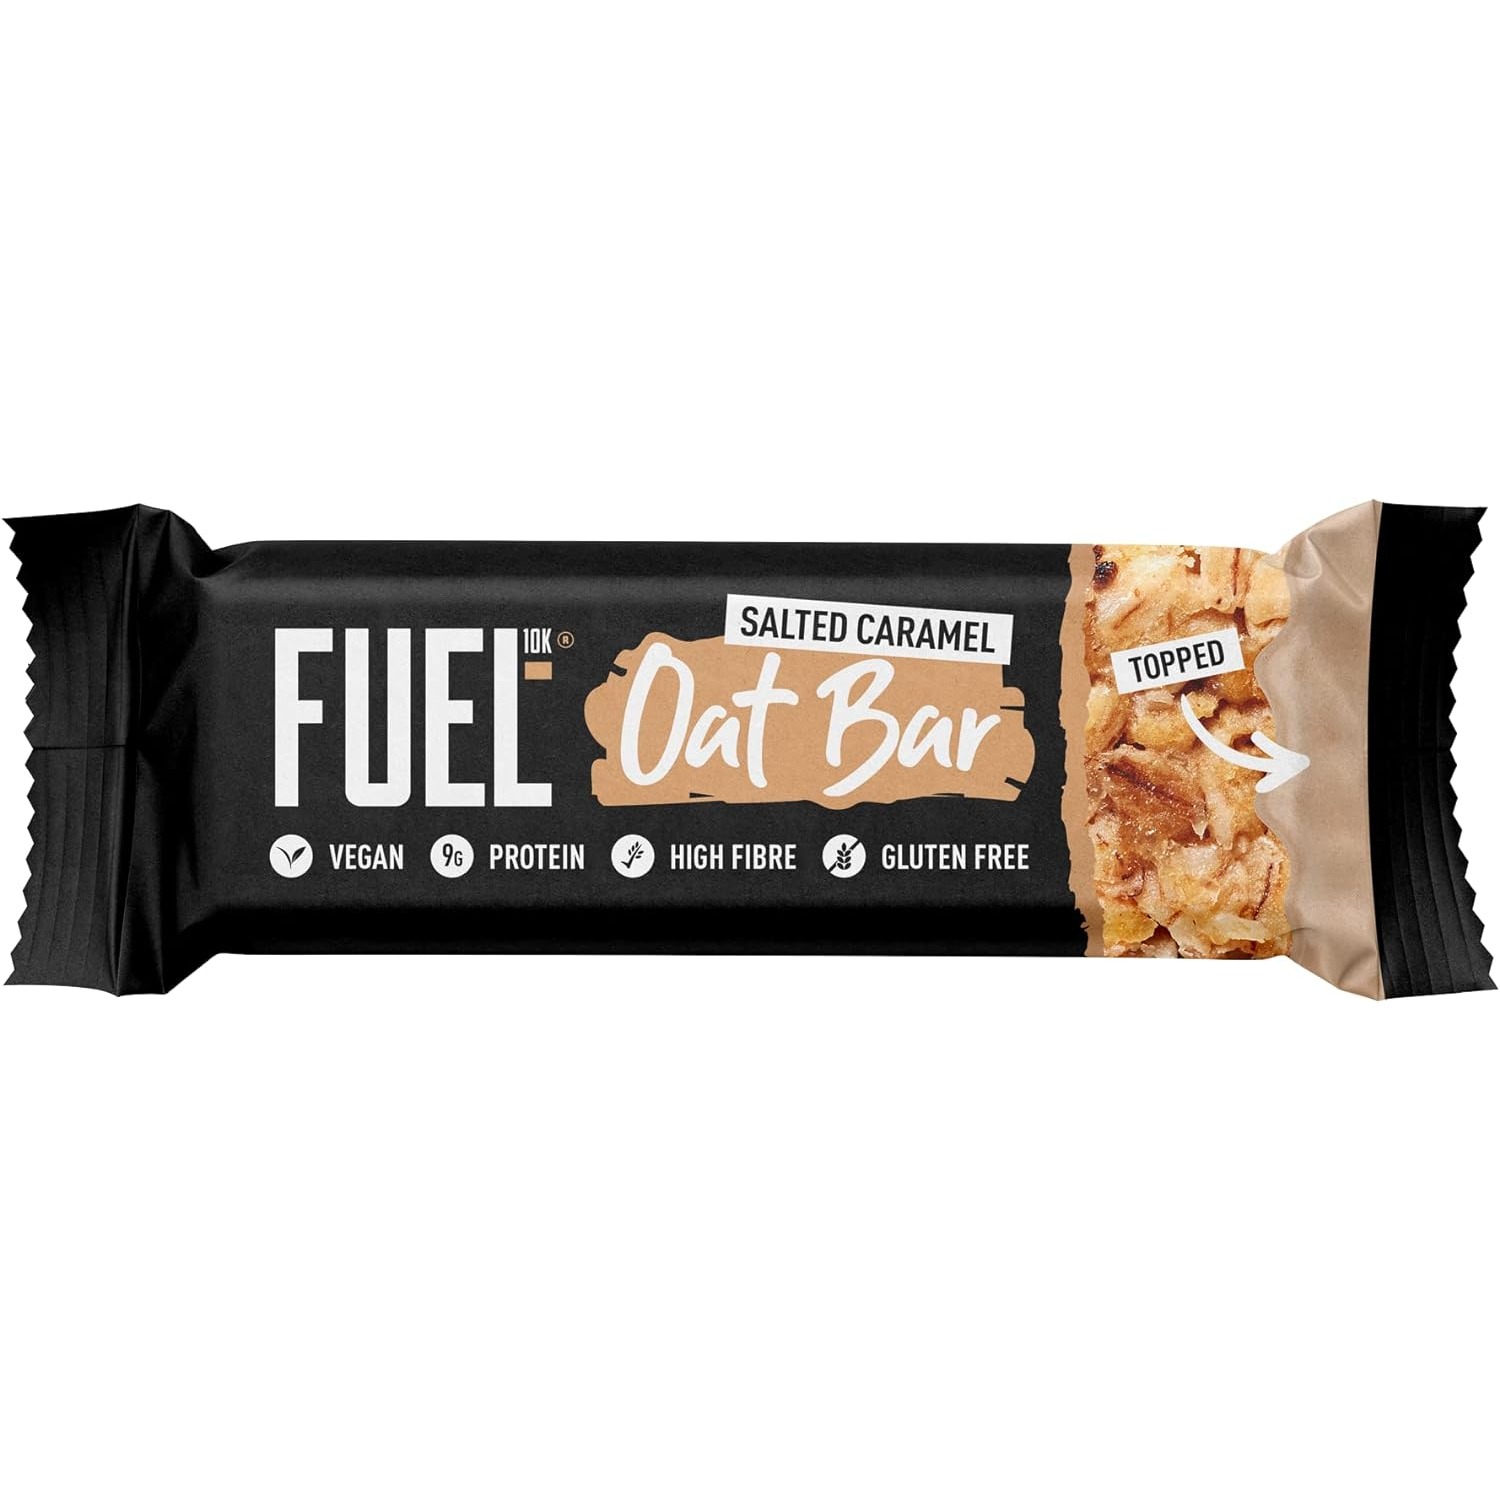 FUEL
10K ®
SALTED CARAMEL
Oat Bar
TOPPED
VEGAN
9G PROTEIN
HIGH FIBRE
GLUTEN FREE